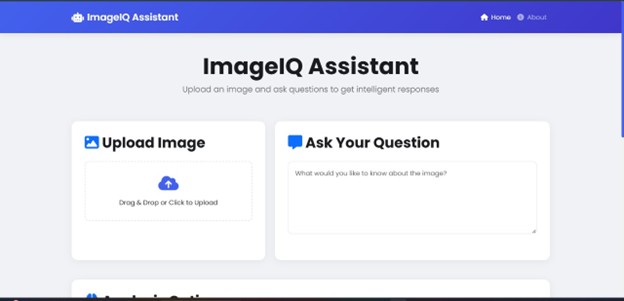 ImageIQ Assistant
Home About
ImageIQ Assistant
Upload an image and ask questions to get intelligent responses
Upload Image
Drag & Drop or Click to Upload
Ask Your Question
What would you like to know about the image?